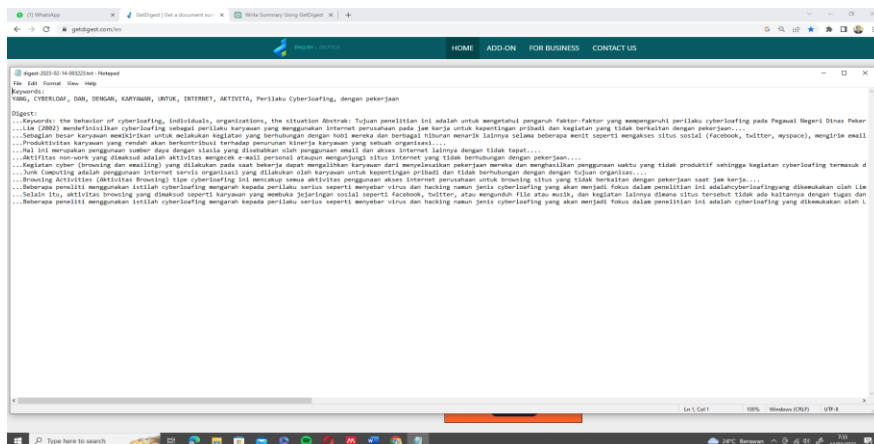 (1) WhatsApp
GetDigest | Get a document sum
Write Summary Using GetDigest
getdigest.com/en
ENGLISH - DEUTSCH
HOME ADD-ON FOR BUSINESS CONTACT US
digest-2023-02-14-003223.txt - Notepad
File Edit Format View Help
Keywords:
YANG, CYBERLOAF, DAN, DENGAN, KARYAWAN, UNTUK, INTERNET, AKTIVITA, Perilaku Cyberloafing, dengan pekerjaan
Digest:
...Keywords: the behavior of cyberloafing, individuals, organizations, the situation Abstrak: Tujuan penelitian ini adalah untuk mengetahui pengaruh faktor-faktor yang mempengaruhi perilaku cyberloafing pada Pegawai Negeri Dinas Peker
...Lim (2002) mendefinisilkan cyberloafing sebagai perilaku karyawan yang menggunakan internet perusahaan pada jam kerja untuk kepentingan pribadi dan kegiatan yang tidak berkaitan dengan pekerjaan....
...Sebagian besar karyawan memikirikan untuk melakukan kegiatan yang berhubungan dengan hobi mereka dan berbagai hiburan menarik lainnya selama beberapa menit seperti mengakses situs sosial (facebook, twitter, myspace), mengirim email
...Produktivitas karyawan yang rendah akan berkontribusi terhadap penurunan kinerja karyawan yang sebuah organisasi....
...Hal ini merupakan penggunaan sumber daya dengan siasia yang disebabkan oleh penggunaan email dan akses internet lainnya dengan tidak tepat....
...Aktifitas non-work yang dimaksud adalah aktivitas mengecek e-mail personal ataupun mengunjungi situs internet yang tidak berhubungan dengan pekerjaan....
...Kegiatan cyber (browsing dan emailing) yang dilakukan pada saat bekerja dapat mengalihkan karyawan dari menyelesaikan pekerjaan mereka dan menghasilkan penggunaan waktu yang tidak produktif sehingga kegiatan cyberloafing termasuk d
...Junk Computing adalah penggunaan internet servis organisasi yang dilakukan oleh karyawan untuk kepentingan pribadi dan tidak berhubungan dengan dengan tujuan organisas....
...Browsing Activities (Aktivitas Browsing) tipe cyberloafing ini mencakup semua aktivitas penggunaan akses internet perusahaan untuk browsing situs yang tidak berkaitan dengan pekerjaan saat jam kerja....
...Beberapa peneliti menggunakan istilah cyberloafing mengarah kepada perilaku serius seperti menyebar virus dan hacking namun jenis cyberloafing yang akan menjadi fokus dalam penelitian ini adalahcyberloafingyang dikemukakan oleh Lim
...Selain itu, aktivitas browsing yang dimaksud seperti karyawan yang membuka jejaringan sosial seperti facebook, twitter, atau mengunduh file atau musik, dan kegiatan lainnya dimana situs tersebut tidak ada kaitannya dengan tugas dan
...Beberapa peneliti menggunakan istilah cyberloafing mengarah kepada perilaku serius seperti menyebar virus dan hacking namun jenis cyberloafing yang akan menjadi fokus dalam penelitian ini adalah cyberloafing yang dikemukakan oleh L
Ln 1, Col 1 100% Windows (CRLF) UTF-8
Type here to search
24°C Berawan
7:33
14/02/2023